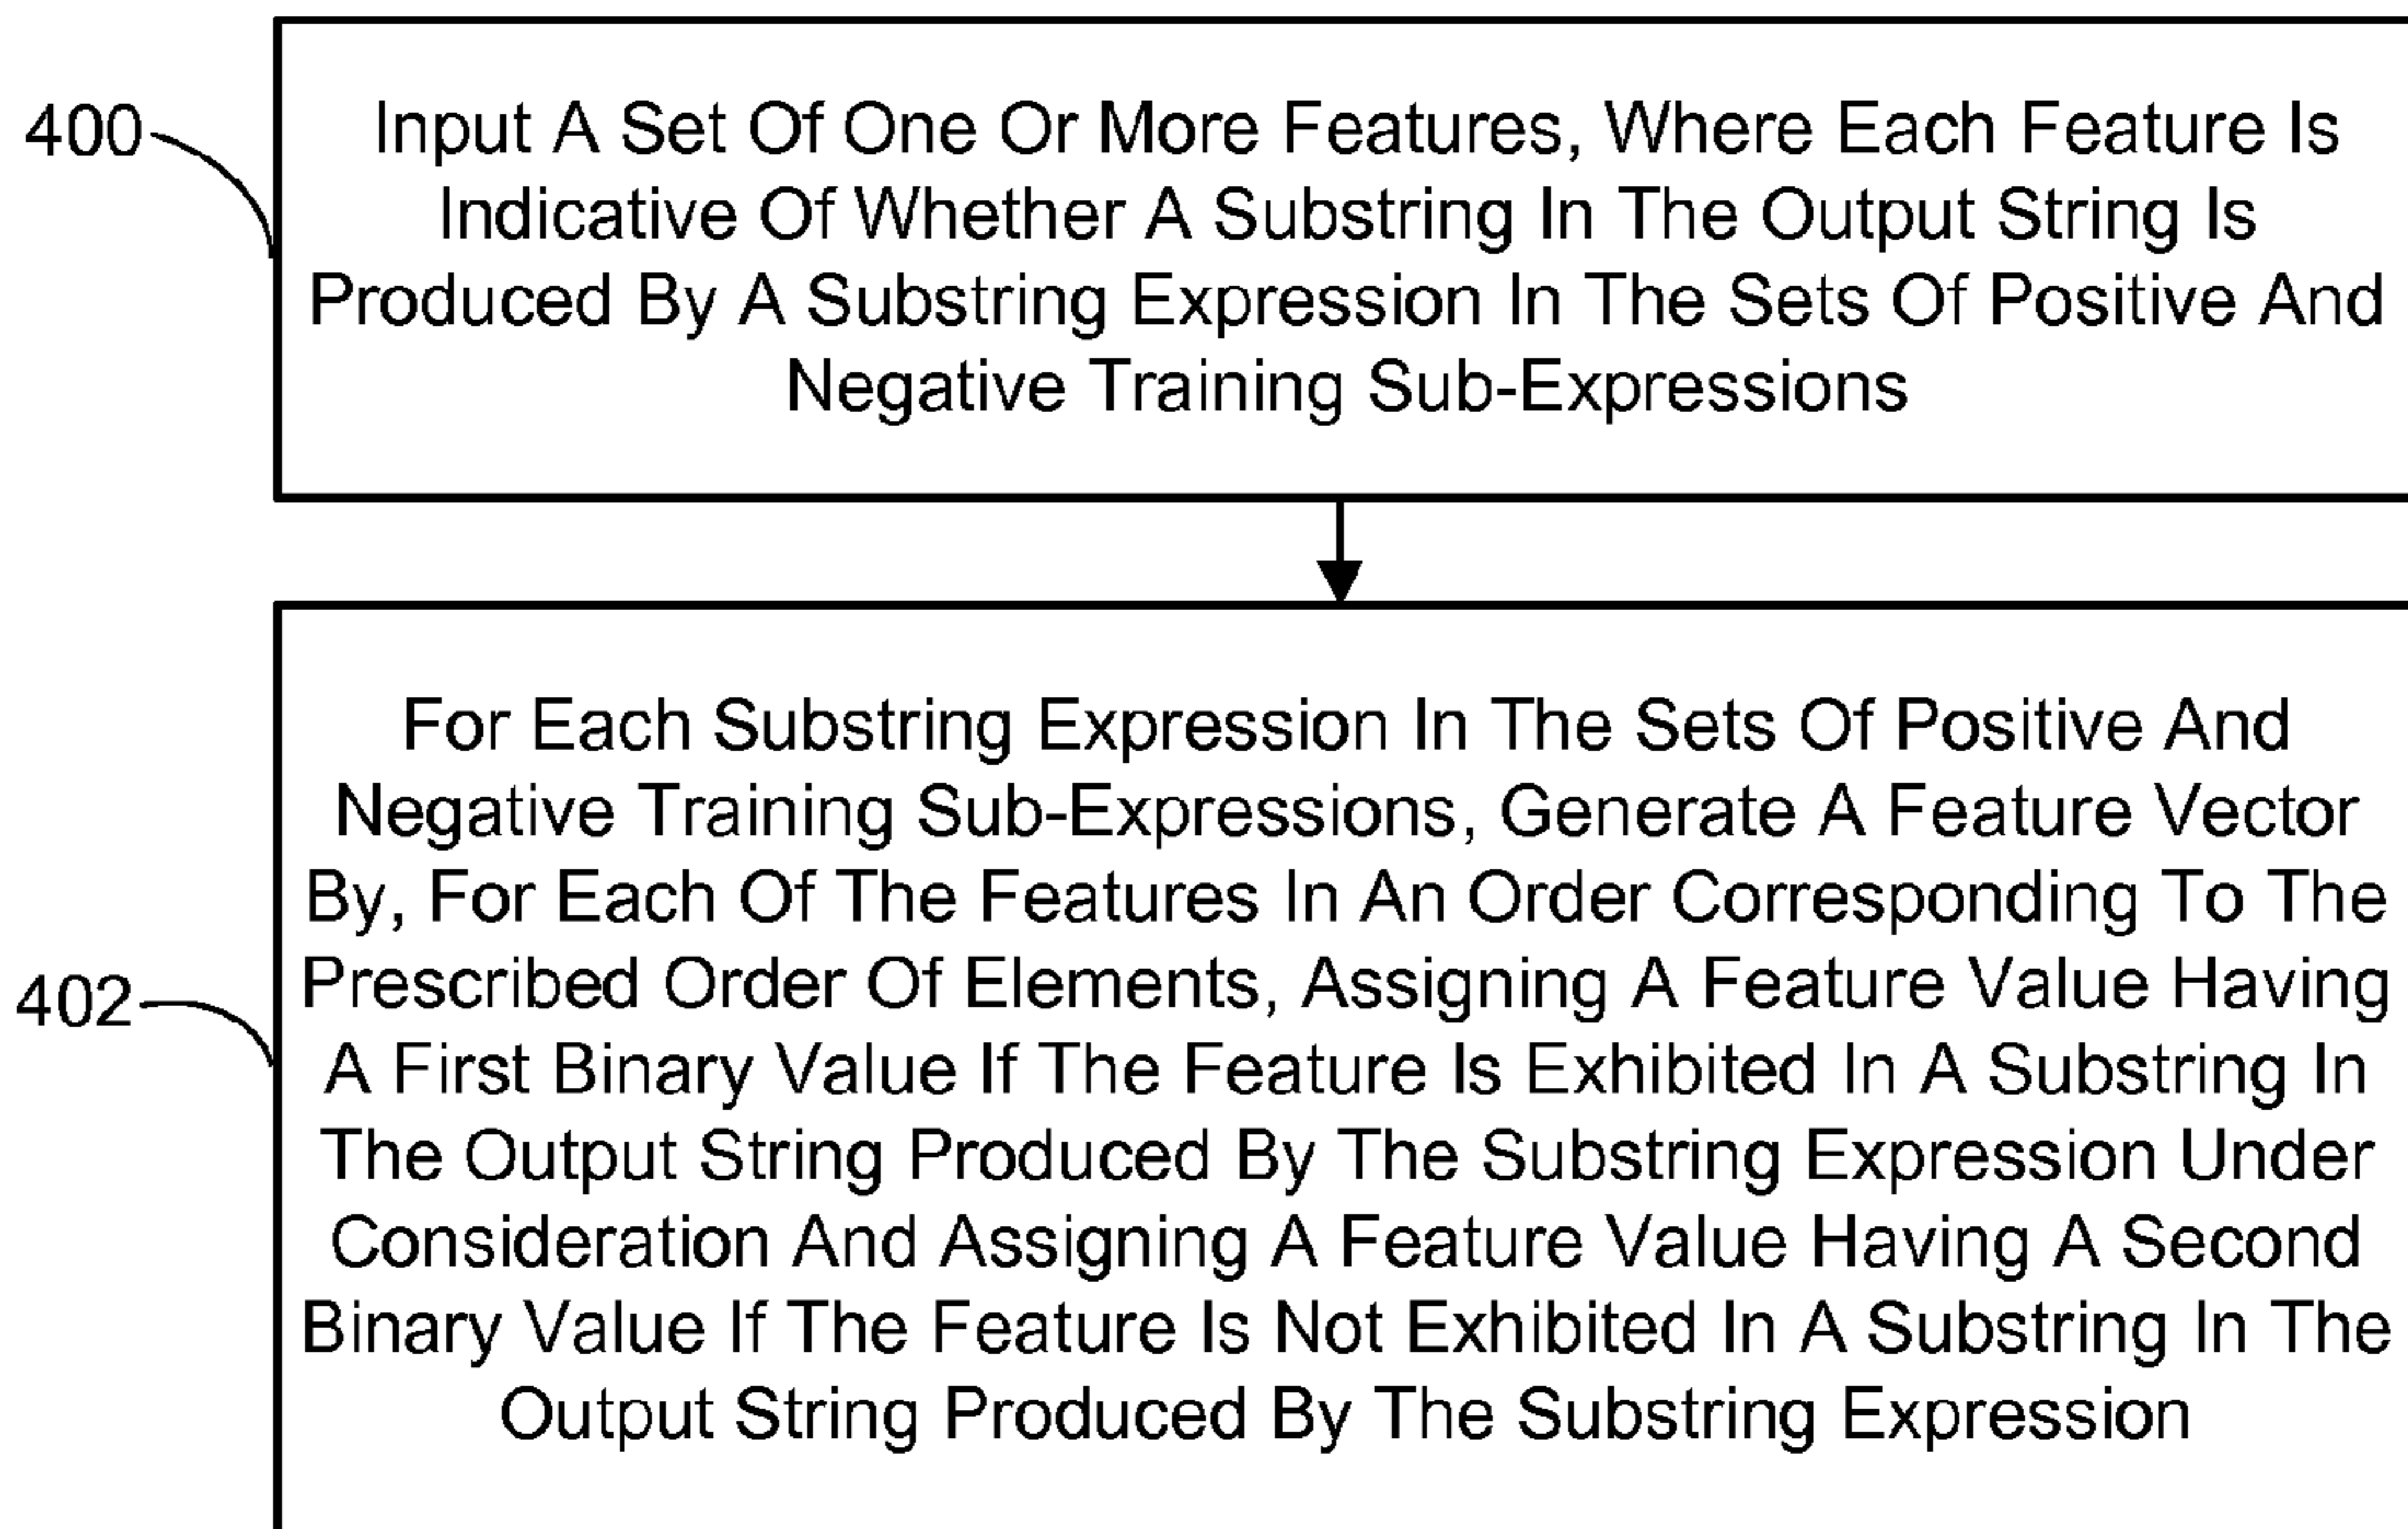 400
Input A Set Of One Or More Features, Where Each Feature Is
Indicative Of Whether A Substring In The Output String Is
Produced By A Substring Expression In The Sets Of Positive And
Negative Training Sub-Expressions
402
For Each Substring Expression In The Sets Of Positive And
Negative Training Sub-Expressions, Generate A Feature Vector
By, For Each Of The Features In An Order Corresponding To The
Prescribed Order Of Elements, Assigning A Feature Value Having
A First Binary Value If The Feature Is Exhibited In A Substring In
The Output String Produced By The Substring Expression Under
Consideration And Assigning A Feature Value Having A Second
Binary Value If The Feature Is Not Exhibited In A Substring In The
Output String Produced By The Substring Expression